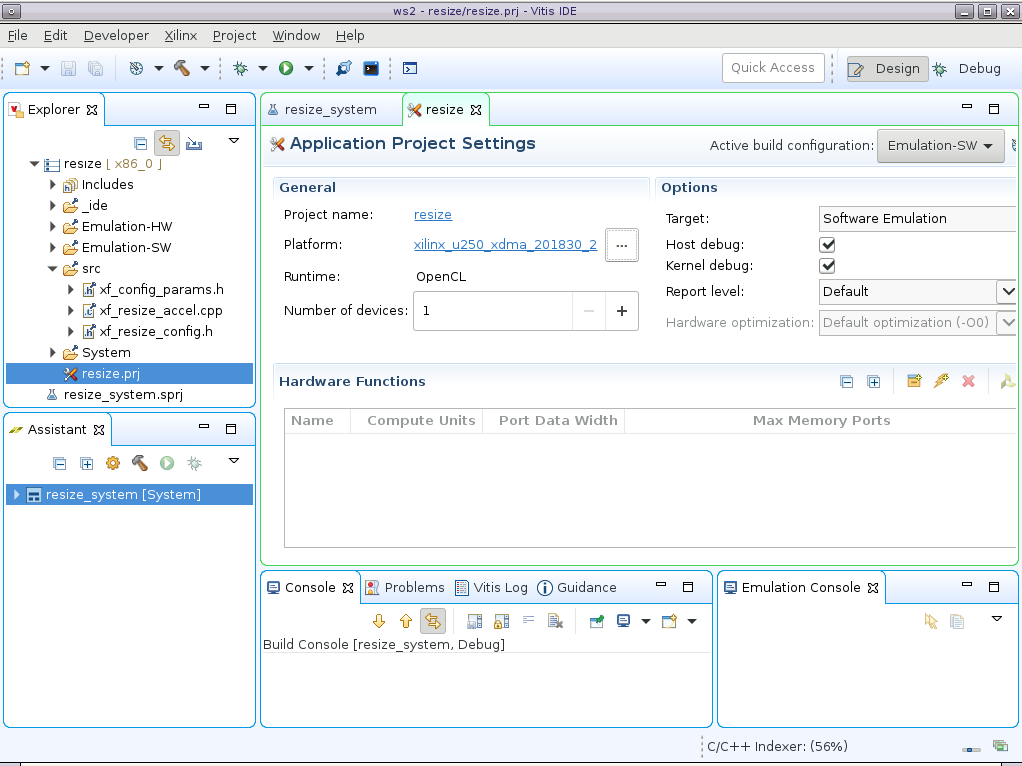 ws2 - resize/resize.prj - Vitis IDE
File Edit Developer Xilinx Project Window Help
Quick Access
Design
Debug
Explorer
resize [ x86_0 ]
Includes
_ide
Emulation-HW
Emulation-SW
src
xf_config_params.h
xf_resize_accel.cpp
xf_resize_config.h
System
resize.prj
resize_system.sprj
Assistant
resize_system [System]
resize_system
resize
Application Project Settings
Active build configuration: Emulation-SW
General
Project name: resize
Platform: xilinx_u250_xdma_201830_2 ...
Runtime: OpenCL
Number of devices: 1 − +
Options
Target: Software Emulation
Host debug:
Kernel debug:
Report level: Default
Hardware optimization: Default optimization (-O0)
Hardware Functions
Name Compute Units Port Data Width Max Memory Ports
Console Problems Vitis Log Guidance
Build Console [resize_system, Debug]
Emulation Console
C/C++ Indexer: (56%)